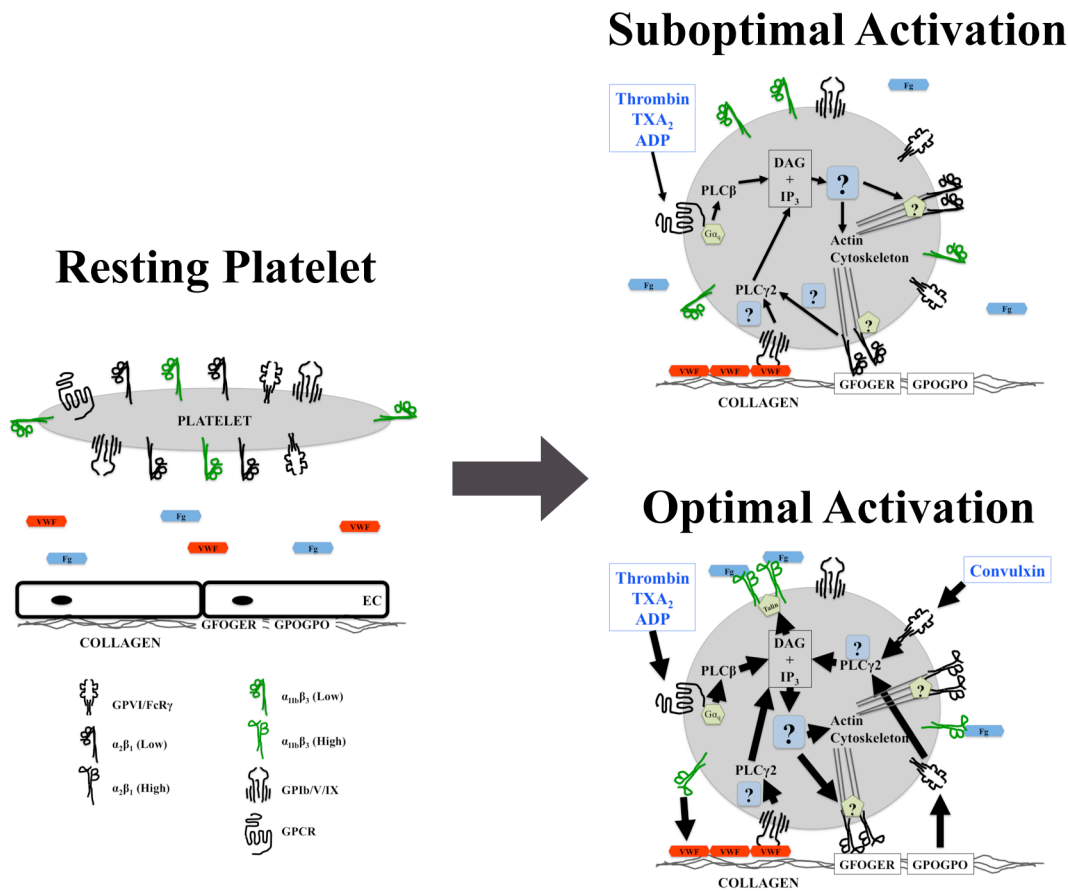 Resting Platelet
PLATELET
VWF
Fg
VWF
Fg
VWF
Fg
EC
GFOGER
GPOGPO
COLLAGEN
GPVI/FcRγ
α₂β₁ (Low)
α₂β₁ (High)
αIIbβ₃ (Low)
αIIbβ₃ (High)
GPIb/V/IX
GPCR
Suboptimal Activation
Thrombin
TXA₂
ADP
Fg
DAG
+
IP₃
?
PLCβ
Gαq
?
Actin
Cytoskeleton
PLCγ2
?
?
?
Fg
Fg
VWF
VWF
VWF
GFOGER
GPOGPO
COLLAGEN
Optimal Activation
Thrombin
TXA₂
ADP
Fg
Fg
Talin
Convulxin
DAG
+
IP₃
?
PLCγ2
PLCβ
Gαq
?
?
Actin
Cytoskeleton
Fg
PLCγ2
?
?
VWF
VWF
VWF
GFOGER
GPOGPO
COLLAGEN